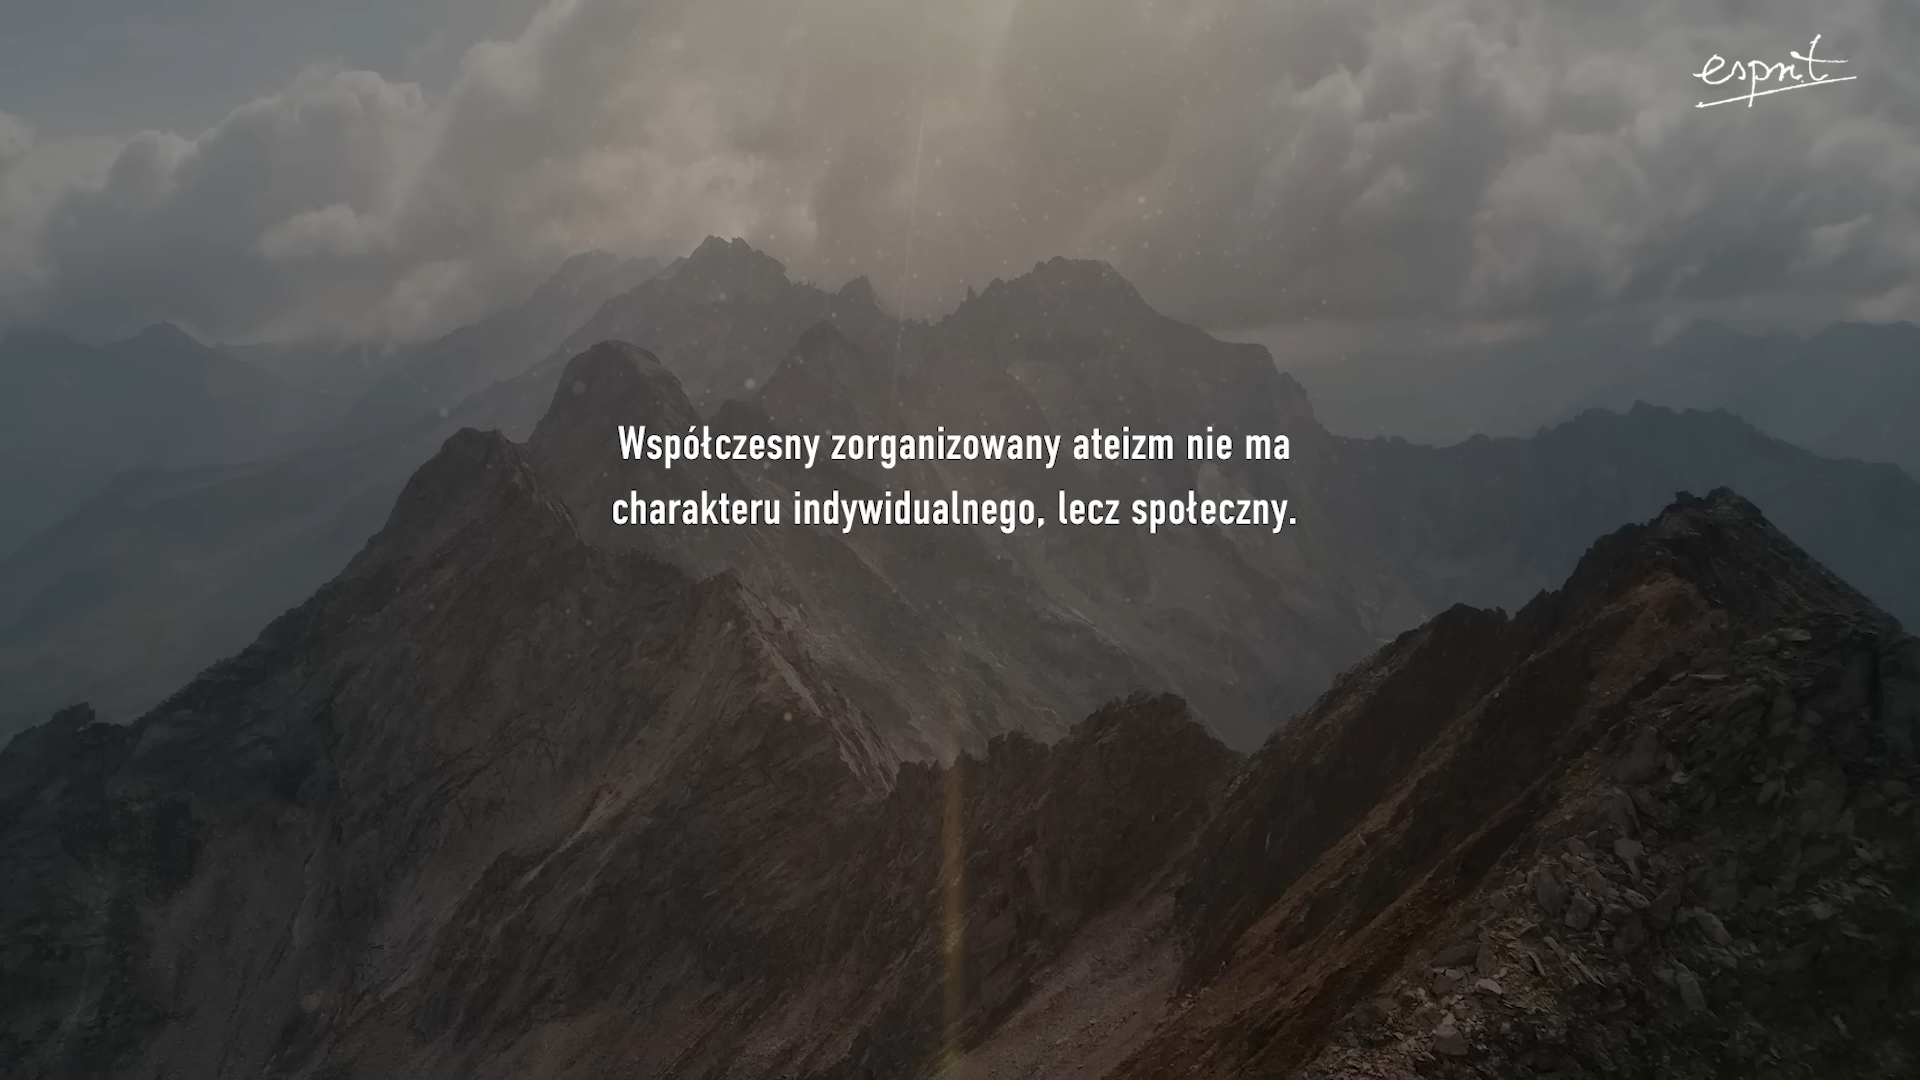 esprit
Współczesny zorganizowany ateizm nie ma
charakteru indywidualnego, lecz społeczny.